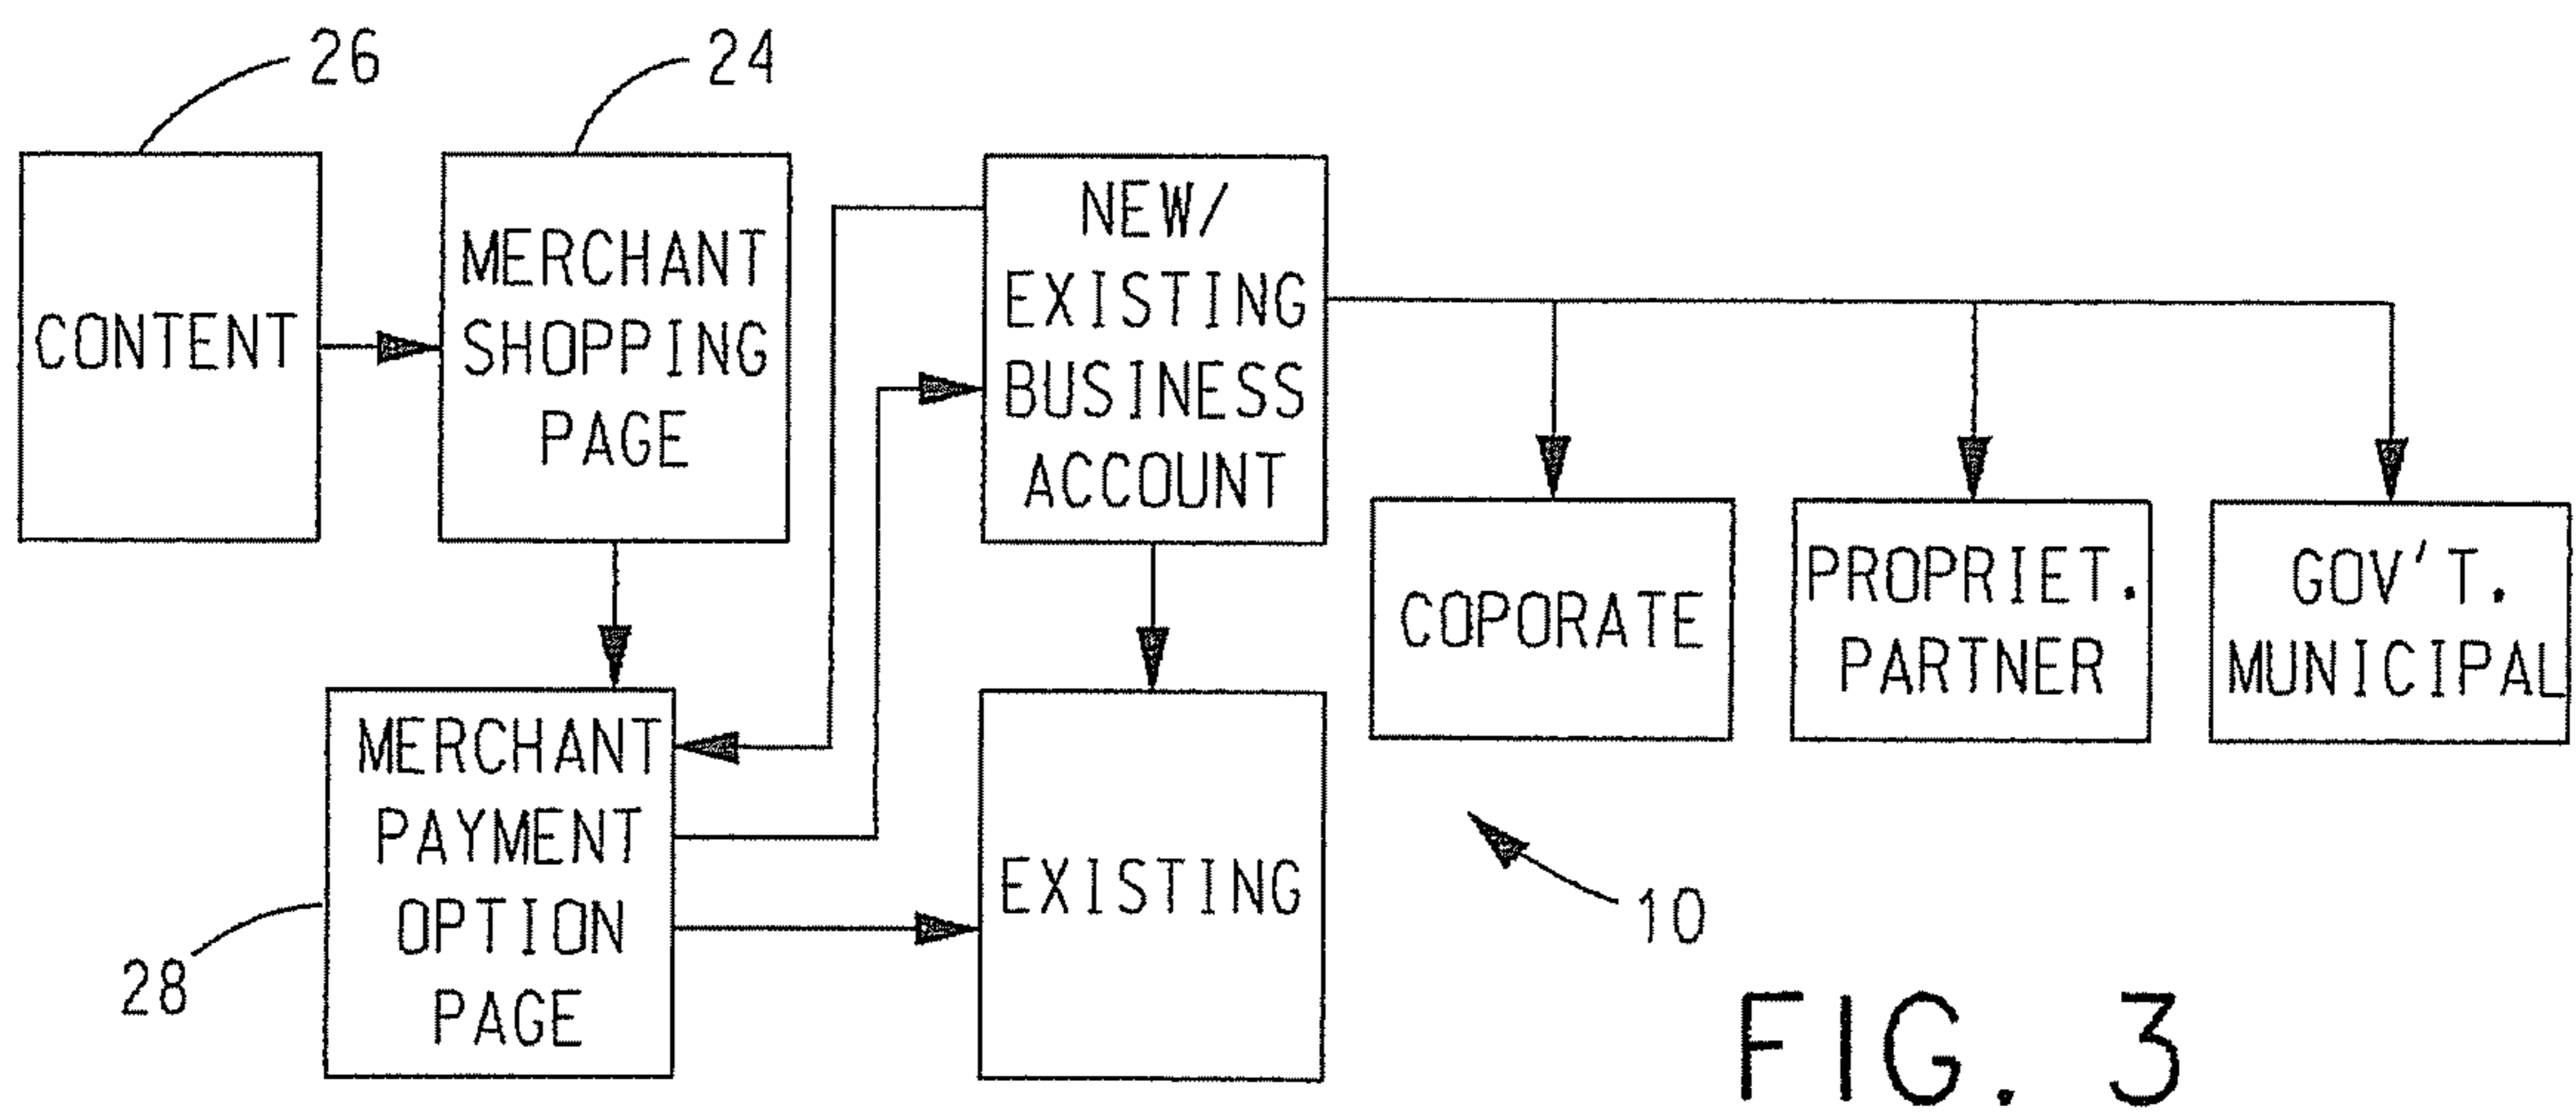 26
24
CONTENT
MERCHANT
SHOPPING
PAGE
NEW/
EXISTING
BUSINESS
ACCOUNT
COPORATE
PROPRIET.
PARTNER
GOV'T.
MUNICIPAL
MERCHANT
PAYMENT
OPTION
PAGE
28
EXISTING
10
FIG. 3